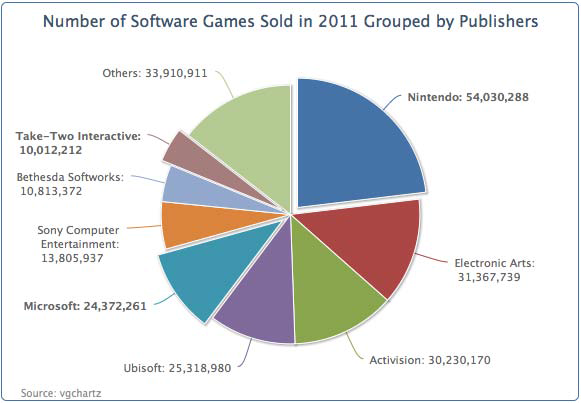 Number of Software Games Sold in 2011 Grouped by Publishers
Others: 33,910,911
Nintendo: 54,030,288
Take-Two Interactive:
10,012,212
Bethesda Softworks:
10,813,372
Sony Computer
Entertainment:
13,805,937
Electronic Arts:
31,367,739
Microsoft: 24,372,261
Activision: 30,230,170
Ubisoft: 25,318,980
Source: vgchartz